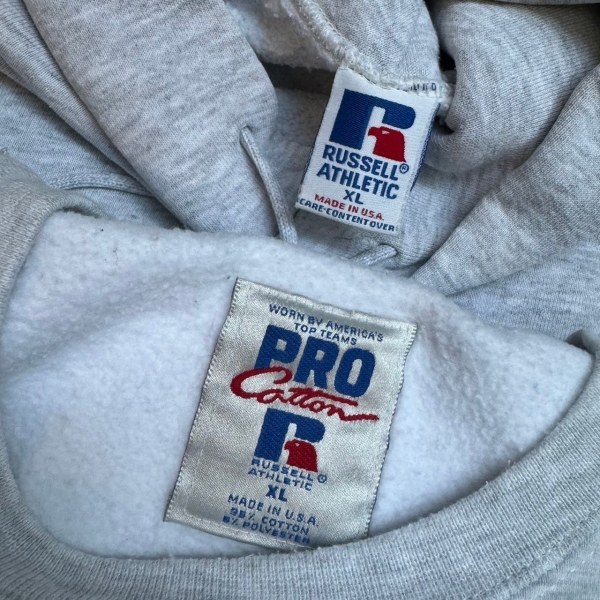 R
RUSSELL®
ATHLETIC
XL
MADE IN U.S.A.
CARE-CONTENT OVER
WORN BY AMERICA'S
TOP TEAMS
PRO
Cotton
R
RUSSELL®
ATHLETIC
XL
MADE IN U.S.A.
95% COTTON
5% POLYESTER